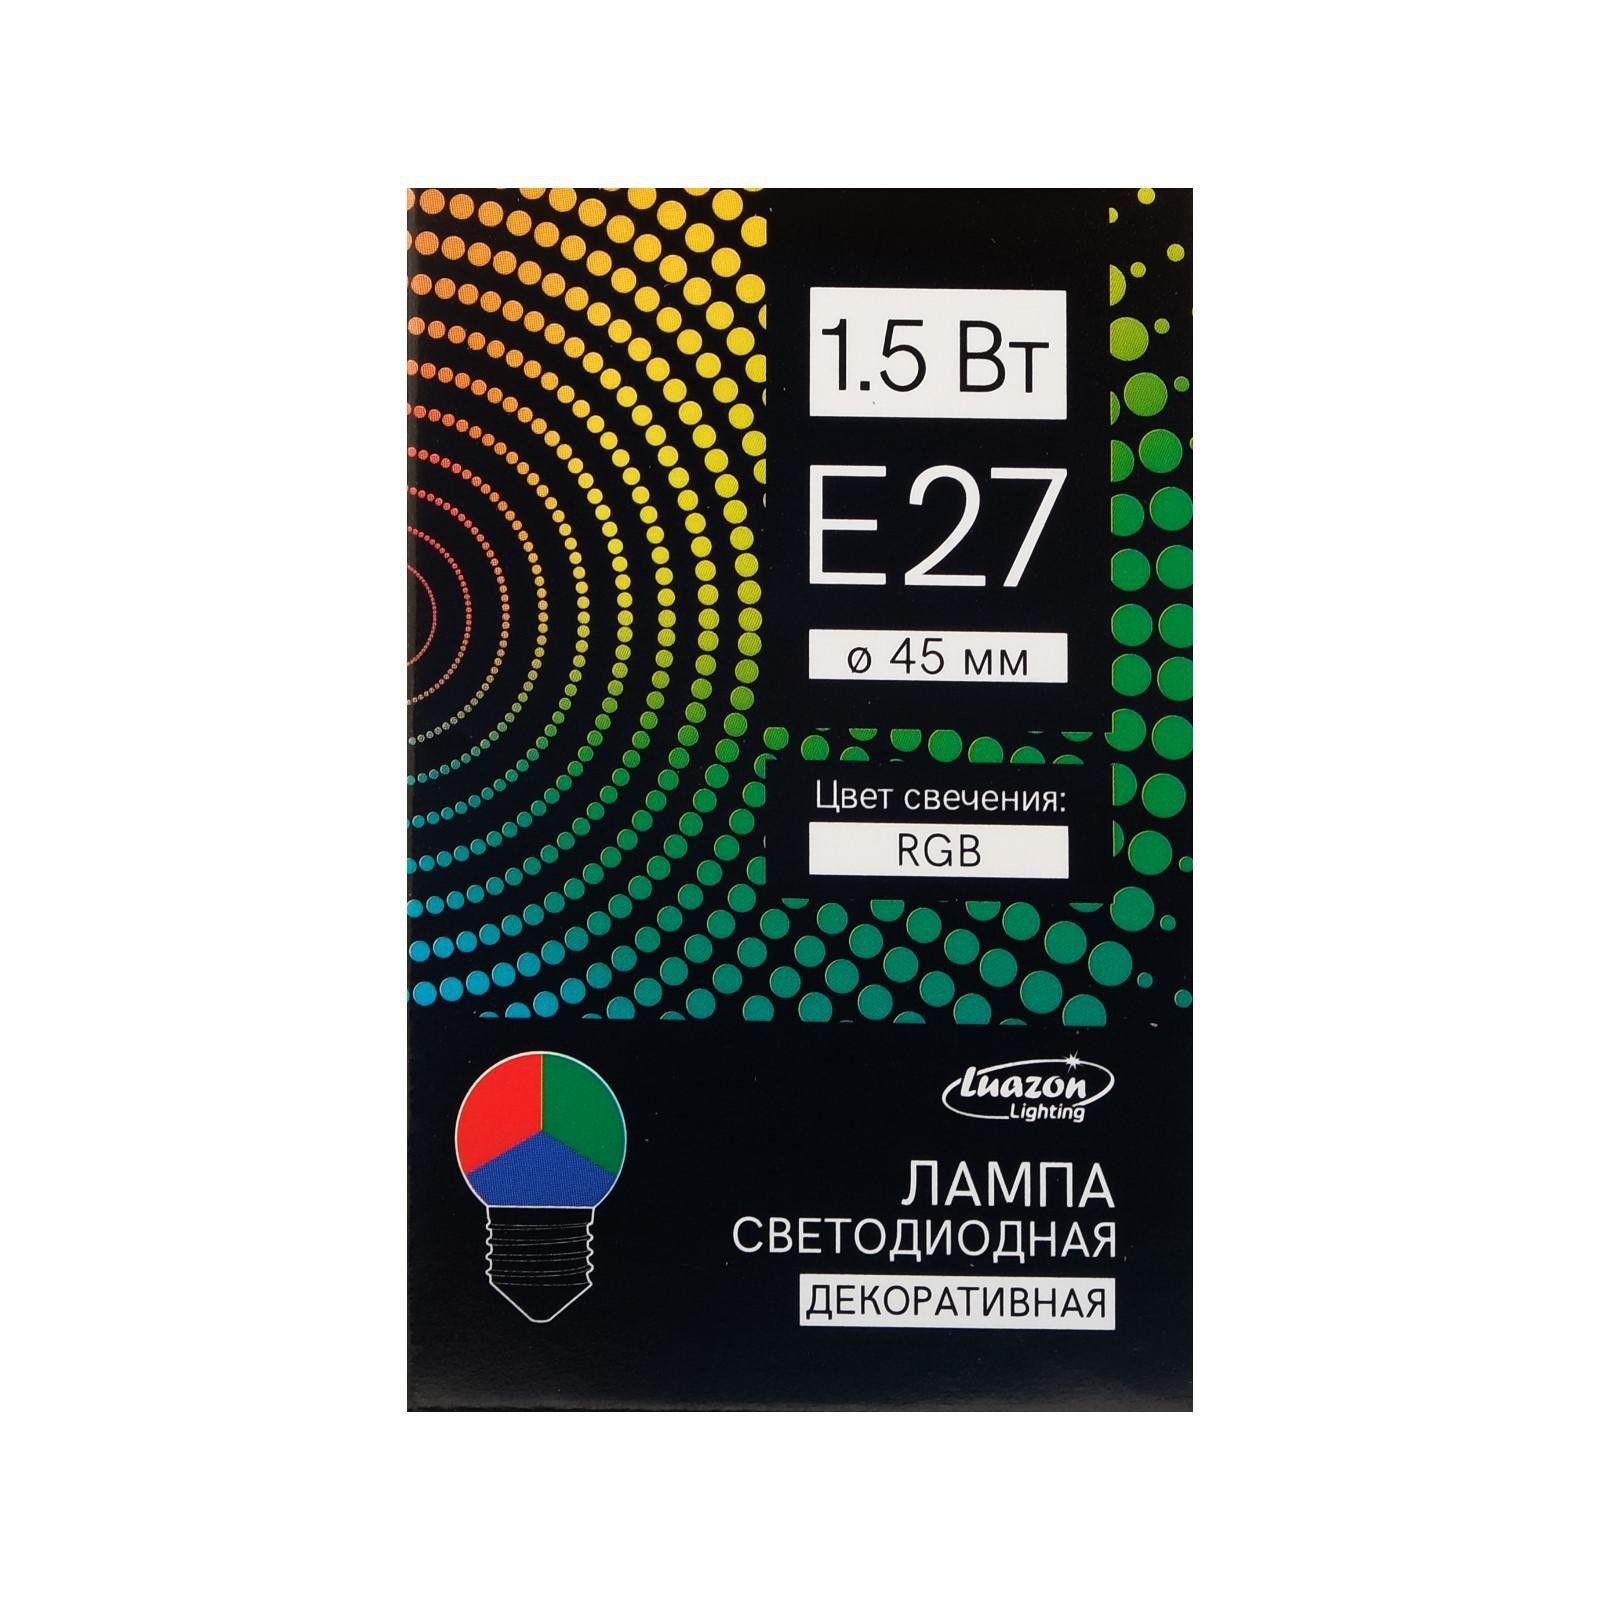 1.5 Вт
E27
ø 45 мм
Цвет свечения:
RGB
Luazon
Lighting
ЛАМПА
СВЕТОДИОДНАЯ
ДЕКОРАТИВНАЯ